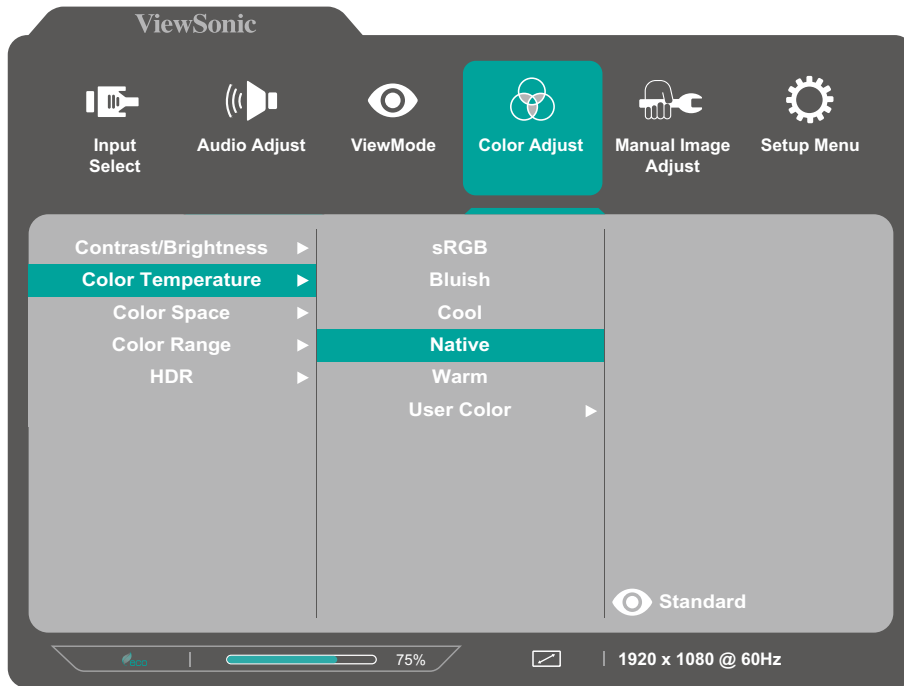 ViewSonic
Input
Select
Audio Adjust
ViewMode
Color Adjust
Manual Image
Adjust
Setup Menu
Contrast/Brightness
Color Temperature
Color Space
Color Range
HDR
sRGB
Bluish
Cool
Native
Warm
User Color
Standard
eco
75%
1920 x 1080 @ 60Hz